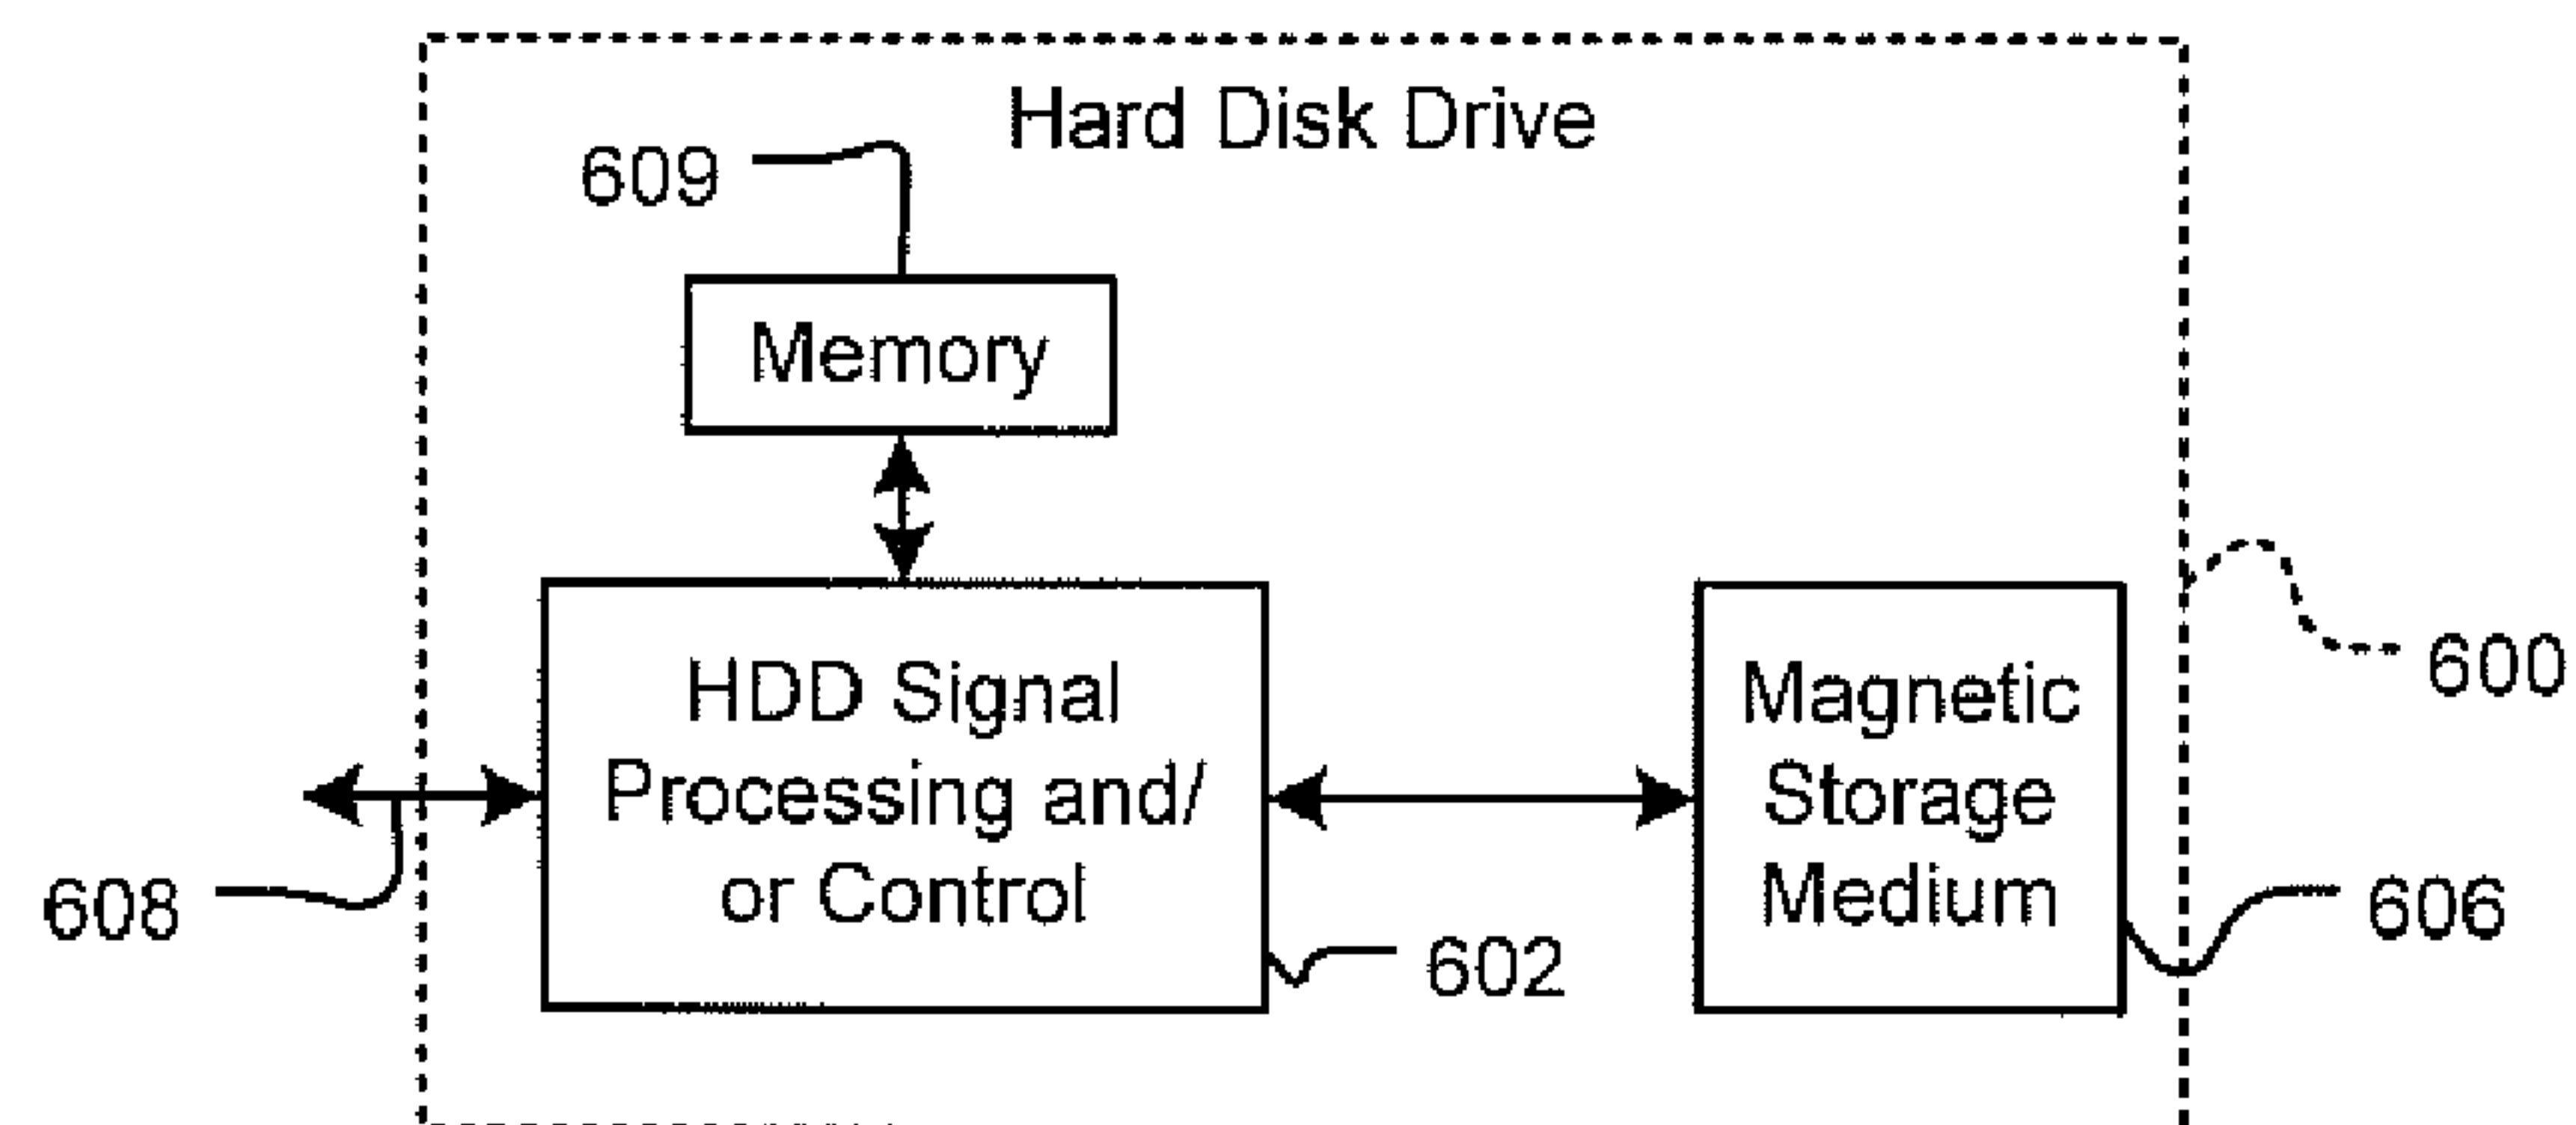 Hard Disk Drive
609
Memory
HDD Signal
Processing and/
or Control
Magnetic
Storage
Medium
600
608
602
606